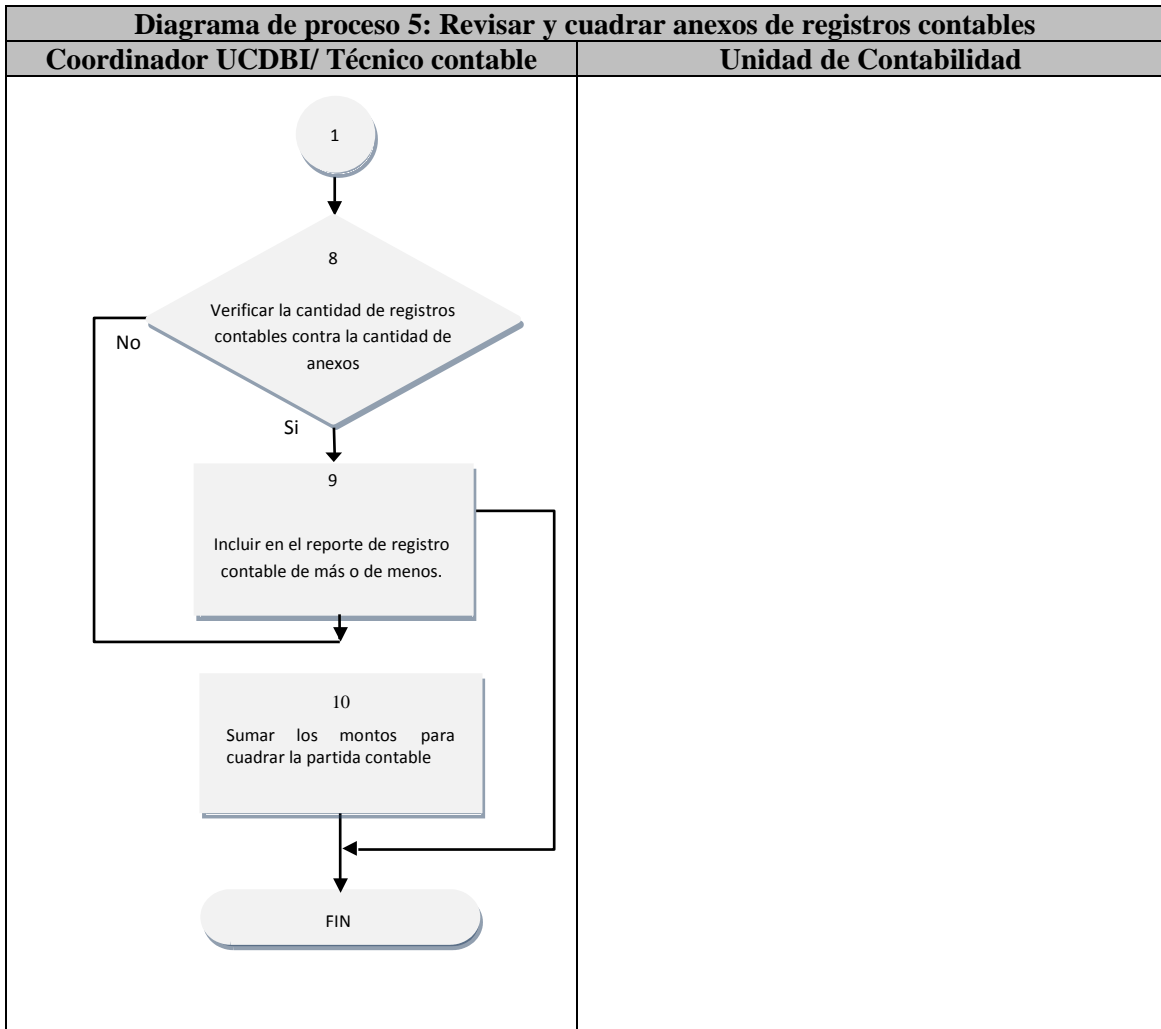 Diagrama de proceso 5: Revisar y cuadrar anexos de registros contables
Coordinador UCDBI/ Técnico contable
Unidad de Contabilidad
1
8
Verificar la cantidad de registros
contables contra la cantidad de
anexos
No
Si
9
Incluir en el reporte de registro
contable de más o de menos.
10
Sumar los montos para
cuadrar la partida contable
FIN